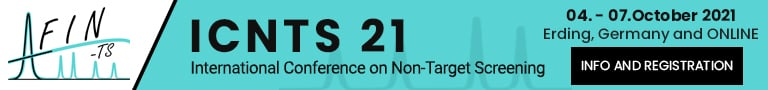 AFIN
-TS
ICNTS 21
International Conference on Non-Target Screening
04. - 07.October 2021
Erding, Germany and ONLINE
INFO AND REGISTRATION